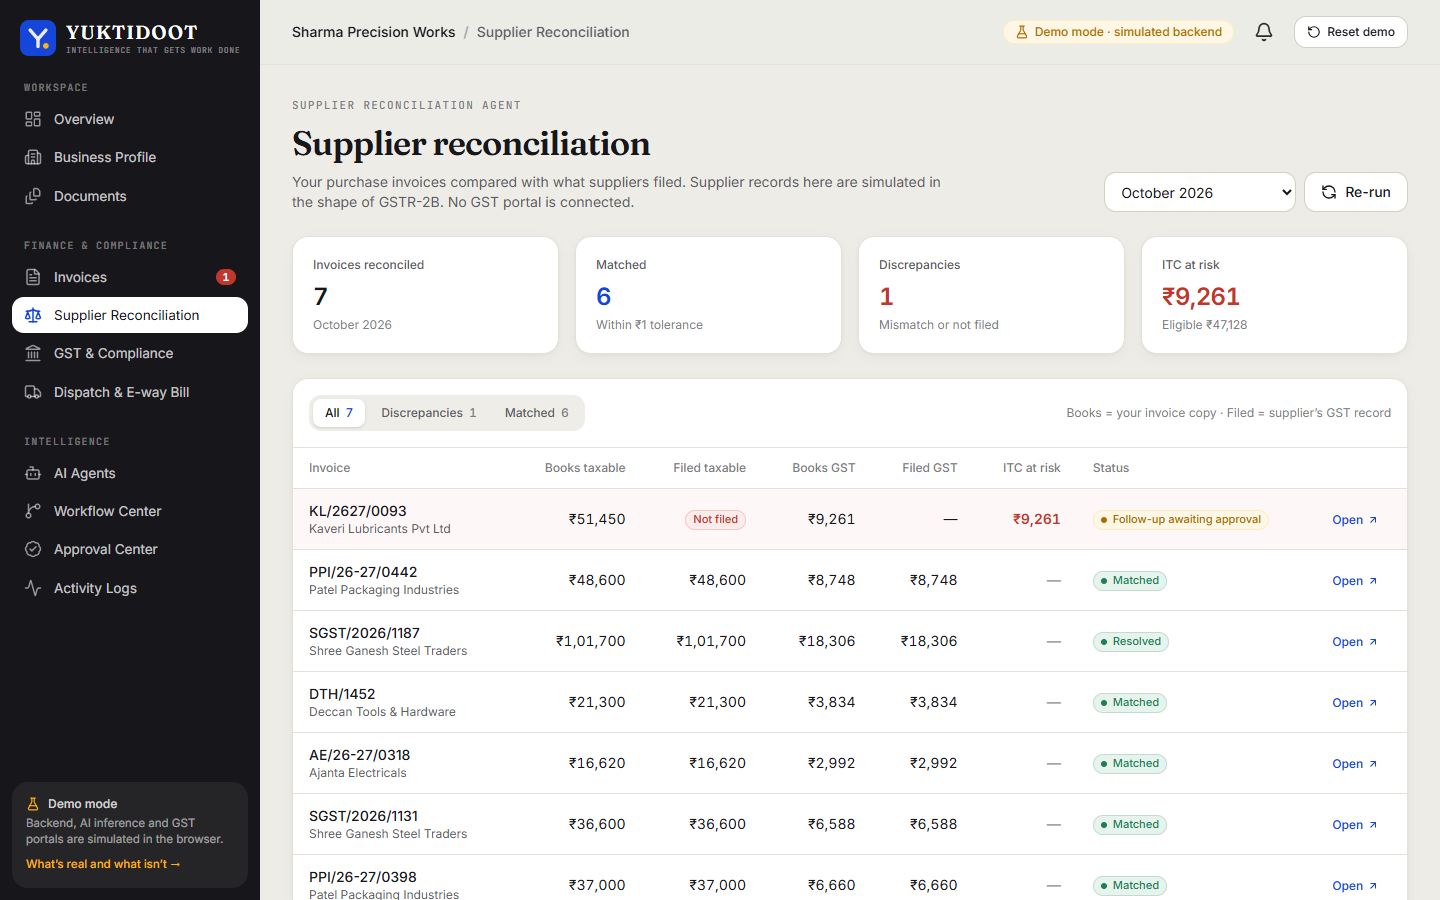 YUKTIDOOT
INTELLIGENCE THAT GETS WORK DONE
WORKSPACE
Overview
Business Profile
Documents
FINANCE & COMPLIANCE
Invoices 1
Supplier Reconciliation
GST & Compliance
Dispatch & E-way Bill
INTELLIGENCE
AI Agents
Workflow Center
Approval Center
Activity Logs
Demo mode
Backend, AI inference and GST
portals are simulated in the browser.
What's real and what isn't →
Sharma Precision Works / Supplier Reconciliation
Demo mode · simulated backend
Reset demo
SUPPLIER RECONCILIATION AGENT
Supplier reconciliation
Your purchase invoices compared with what suppliers filed. Supplier records here are simulated in
the shape of GSTR-2B. No GST portal is connected.
October 2026
Re-run
Invoices reconciled
7
October 2026
Matched
6
Within ₹1 tolerance
Discrepancies
1
Mismatch or not filed
ITC at risk
₹9,261
Eligible ₹47,128
All 7 Discrepancies 1 Matched 6
Books = your invoice copy · Filed = supplier's GST record
Invoice Books taxable Filed taxable Books GST Filed GST ITC at risk Status
KL/2627/0093 ₹51,450 Not filed ₹9,261 — ₹9,261 Follow-up awaiting approval Open ↗
Kaveri Lubricants Pvt Ltd
PPI/26-27/0442 ₹48,600 ₹48,600 ₹8,748 ₹8,748 — Matched Open ↗
Patel Packaging Industries
SGST/2026/1187 ₹1,01,700 ₹1,01,700 ₹18,306 ₹18,306 — Resolved Open ↗
Shree Ganesh Steel Traders
DTH/1452 ₹21,300 ₹21,300 ₹3,834 ₹3,834 — Matched Open ↗
Deccan Tools & Hardware
AE/26-27/0318 ₹16,620 ₹16,620 ₹2,992 ₹2,992 — Matched Open ↗
Ajanta Electricals
SGST/2026/1131 ₹36,600 ₹36,600 ₹6,588 ₹6,588 — Matched Open ↗
Shree Ganesh Steel Traders
PPI/26-27/0398 ₹37,000 ₹37,000 ₹6,660 ₹6,660 — Matched Open ↗
Patel Packaging Industries